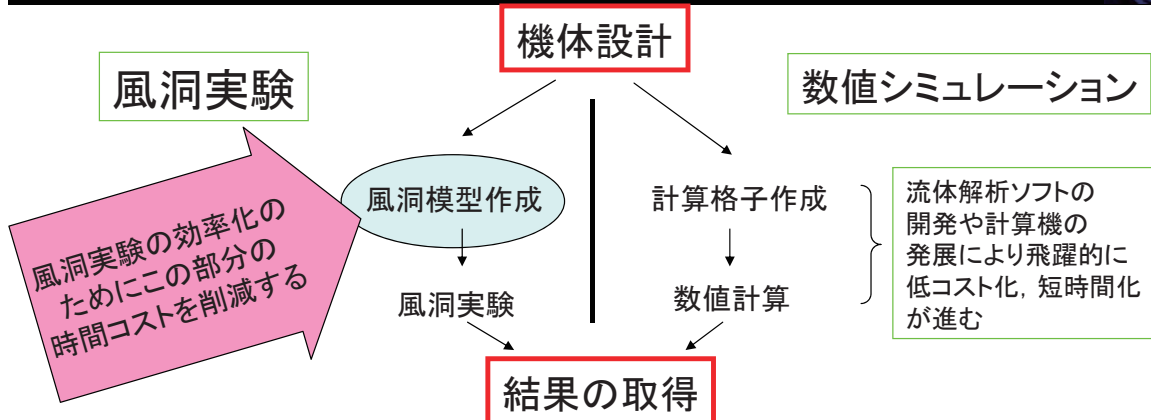 機体設計
風洞実験
数値シミュレーション
風洞実験の効率化の
ためにこの部分の
時間コストを削減する
風洞模型作成
風洞実験
計算格子作成
数値計算
流体解析ソフトの
開発や計算機の
発展により飛躍的に
低コスト化，短時間化
が進む
結果の取得